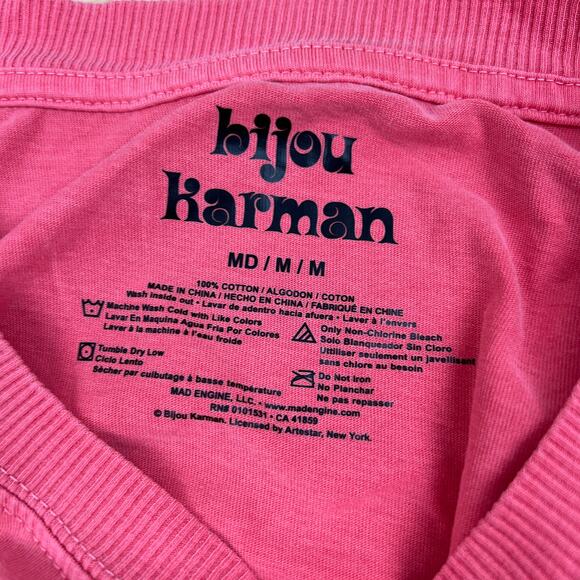 bijou
karman
MD / M / M
100% COTTON / ALGODON / COTON
MADE IN CHINA / HECHO EN CHINA / FABRIQUÉ EN CHINE
Wash inside out • Lavar de adentro hacia afuera • Laver à l'envers
Machine Wash Cold with Like Colors
Lavar En Maquina Agua Fria Por Colores
Laver à la machine à l'eau froide
Only Non-Chlorine Bleach
Solo Blanqueador Sin Cloro
Utiliser seulement un javellisant
sans chlore au besoin
Tumble Dry Low
Ciclo Lento
Sécher par culbutage à basse température
Do Not Iron
No Planchar
Ne pas repasser
MAD ENGINE, LLC. • www.madengine.com
RN# 0101531 • CA 41859
© Bijou Karman. Licensed by Artestar, New York.